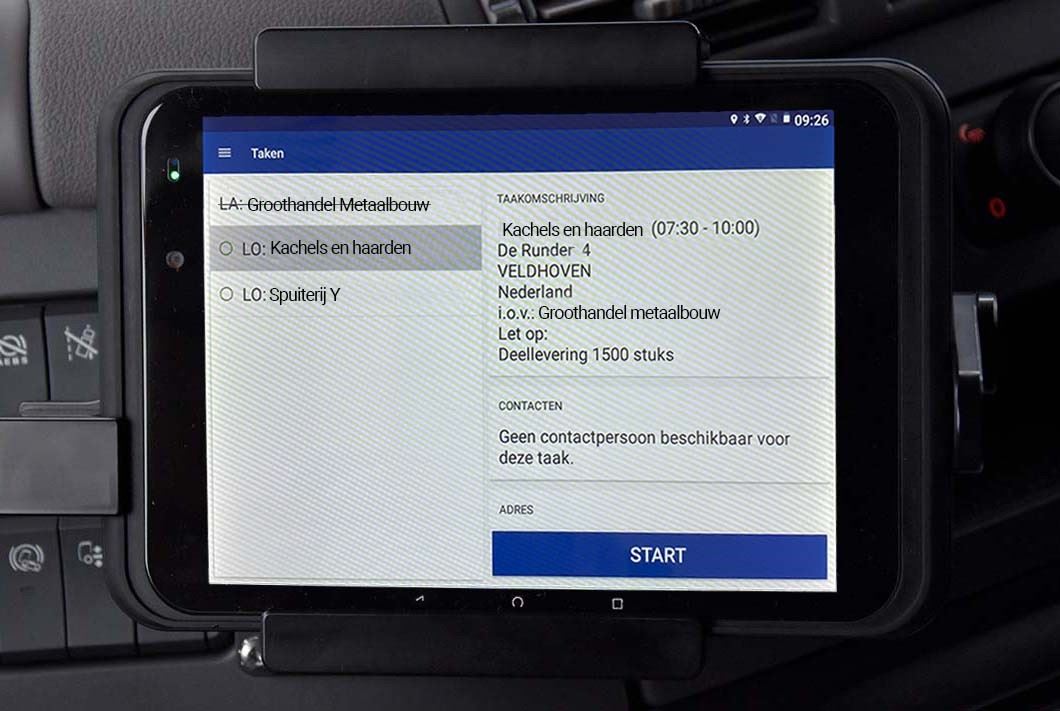 09:26
Taken
LA: Groothandel Metaalbouw
LO: Kachels en haarden
LO: Spuiterij Y
TAAKOMSCHRIJVING
Kachels en haarden (07:30 - 10:00)
De Runder 4
VELDHOVEN
Nederland
i.o.v.: Groothandel metaalbouw
Let op:
Deellevering 1500 stuks
CONTACTEN
Geen contactpersoon beschikbaar voor
deze taak.
ADRES
START